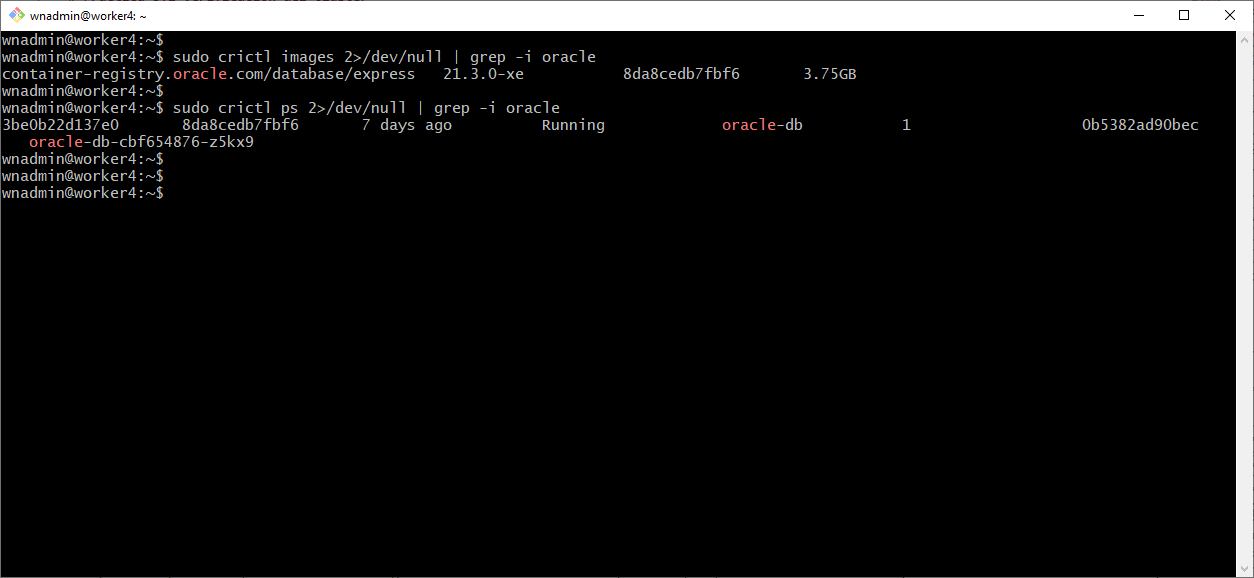 wnadmin@worker4: ~
wnadmin@worker4:~$
wnadmin@worker4:~$ sudo crictl images 2>/dev/null | grep -i oracle
container-registry.oracle.com/database/express   21.3.0-xe           8da8cedb7fbf6       3.75GB
wnadmin@worker4:~$
wnadmin@worker4:~$ sudo crictl ps 2>/dev/null | grep -i oracle
3be0b22d137e0       8da8cedb7fbf6       7 days ago          Running             oracle-db           1                   0b5382ad90bec
   oracle-db-cbf654876-z5kx9
wnadmin@worker4:~$
wnadmin@worker4:~$
wnadmin@worker4:~$